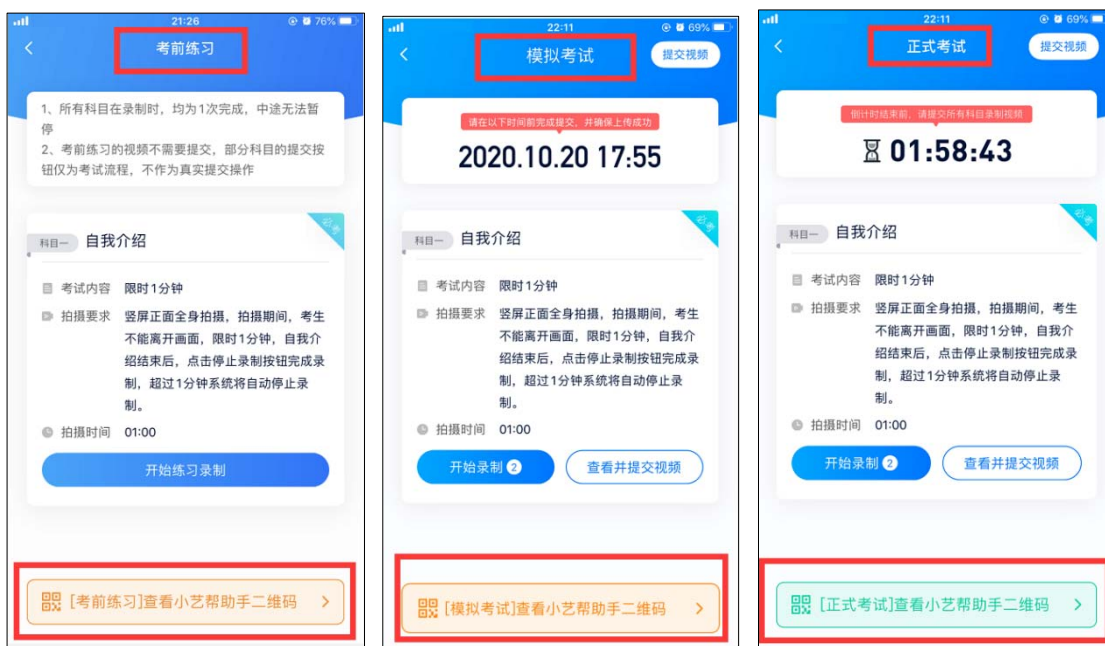 21:26
76%
考前练习
1、所有科目在录制时，均为1次完成，中途无法暂
停
2、考前练习的视频不需要提交，部分科目的提交按
钮仅为考试流程，不作为真实提交操作
必考
科目一 自我介绍
考试内容 限时1分钟
拍摄要求 竖屏正面全身拍摄，拍摄期间，考生
不能离开画面，限时1分钟，自我介
绍结束后，点击停止录制按钮完成录
制，超过1分钟系统将自动停止录
制。
拍摄时间 01:00
开始练习录制
[考前练习]查看小艺帮助手二维码
22:11
69%
模拟考试
提交视频
请在以下时间前完成提交，并确保上传成功
2020.10.20 17:55
必考
科目一 自我介绍
考试内容 限时1分钟
拍摄要求 竖屏正面全身拍摄，拍摄期间，考生
不能离开画面，限时1分钟，自我介
绍结束后，点击停止录制按钮完成录
制，超过1分钟系统将自动停止录
制。
拍摄时间 01:00
开始录制 2
查看并提交视频
[模拟考试]查看小艺帮助手二维码
22:11
69%
正式考试
提交视频
倒计时结束前，请提交所有科目录制视频
01:58:43
必考
科目一 自我介绍
考试内容 限时1分钟
拍摄要求 竖屏正面全身拍摄，拍摄期间，考生
不能离开画面，限时1分钟，自我介
绍结束后，点击停止录制按钮完成录
制，超过1分钟系统将自动停止录
制。
拍摄时间 01:00
开始录制 2
查看并提交视频
[正式考试]查看小艺帮助手二维码